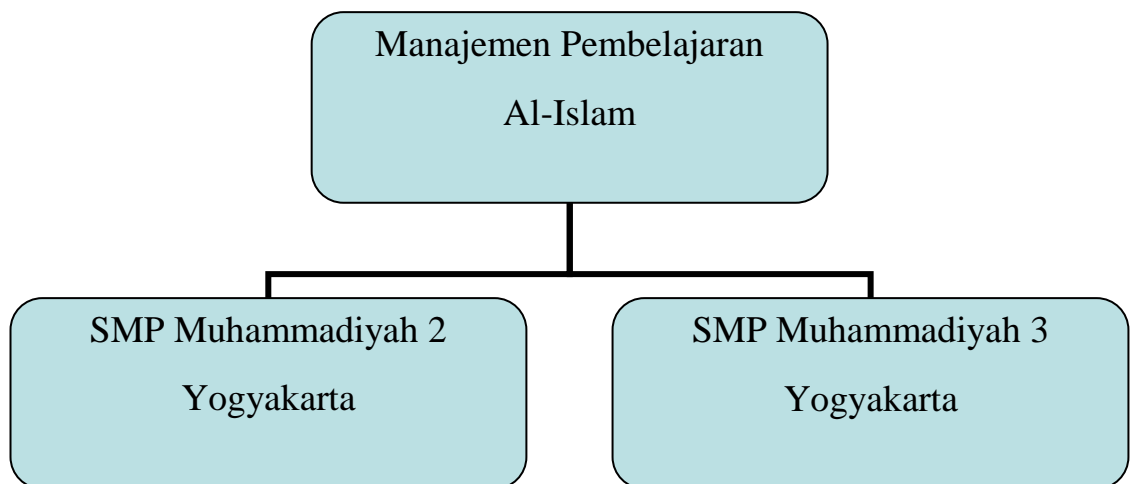 Manajemen Pembelajaran
Al-Islam
SMP Muhammadiyah 2
Yogyakarta
SMP Muhammadiyah 3
Yogyakarta